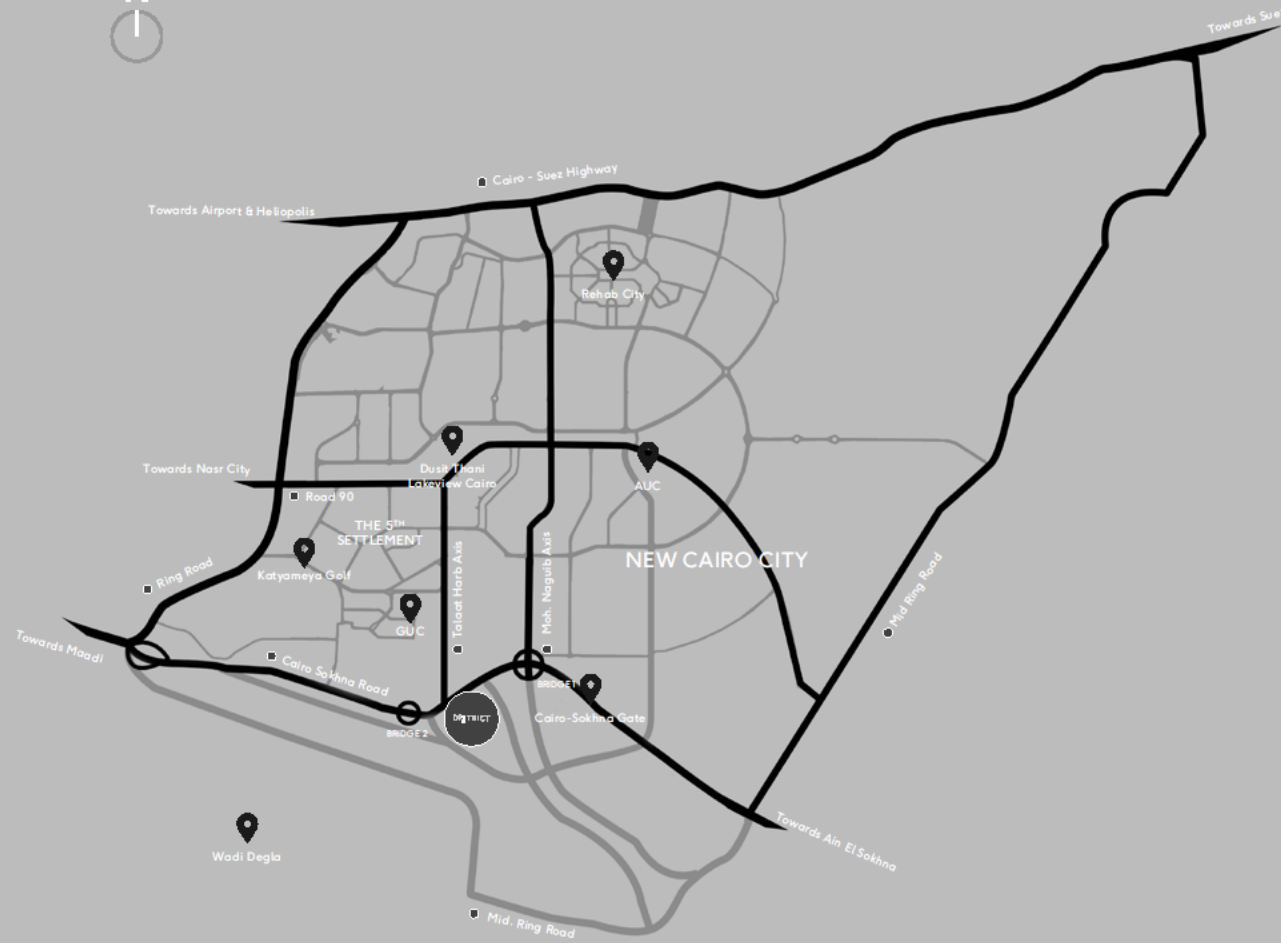 Towards Sue
Cairo - Suez Highway
Towards Airport & Heliopolis
Rehab City
Towards Nasr City
Dusit Thani
Lakeview Cairo
AUC
Road 90
THE 5TH
SETTLEMENT
NEW CAIRO CITY
Katyameya Golf
Ring Road
Talaat Harb Axis
Moh. Naguib Axis
Mid Ring Road
GUC
Towards Maadi
Cairo Sokhna Road
BRIDGE1
DISTRICT
Cairo-Sokhna Gate
BRIDGE 2
Towards Ain El Sokhna
Wadi Degla
Mid. Ring Road